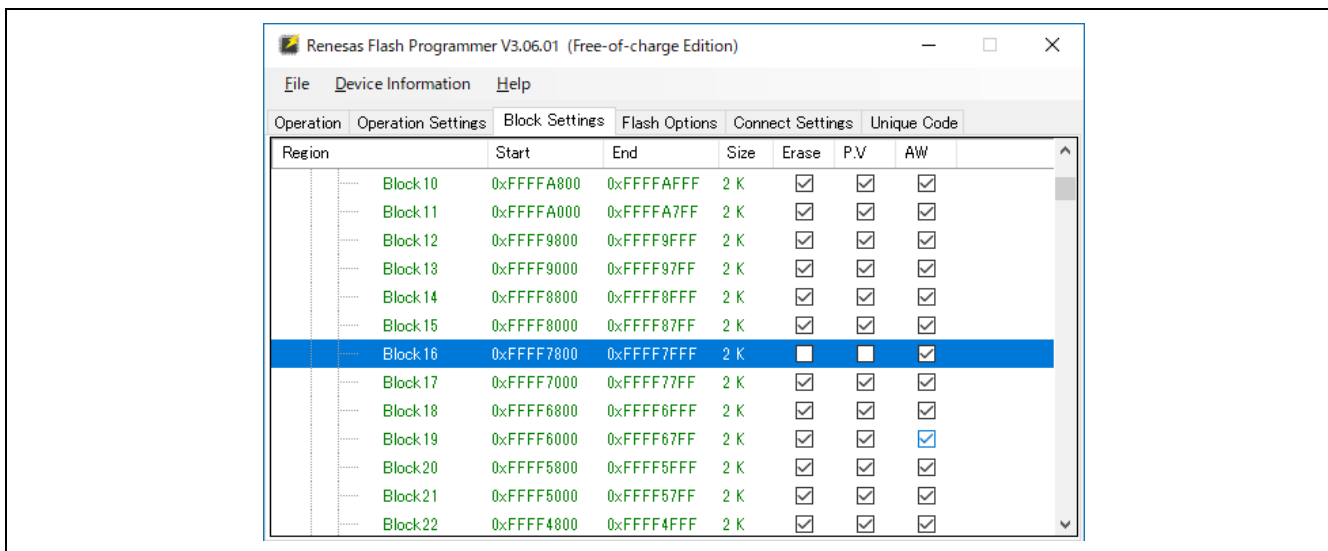 Renesas Flash Programmer V3.06.01 (Free-of-charge Edition)
File Device Information Help
Operation Operation Settings Block Settings Flash Options Connect Settings Unique Code
Region Start End Size Erase P.V AW
Block10 0xFFFFA800 0xFFFFAFFF 2 K
Block11 0xFFFFA000 0xFFFFA7FF 2 K
Block12 0xFFFF9800 0xFFFF9FFF 2 K
Block13 0xFFFF9000 0xFFFF97FF 2 K
Block14 0xFFFF8800 0xFFFF8FFF 2 K
Block15 0xFFFF8000 0xFFFF87FF 2 K
Block16 0xFFFF7800 0xFFFF7FFF 2 K
Block17 0xFFFF7000 0xFFFF77FF 2 K
Block18 0xFFFF6800 0xFFFF6FFF 2 K
Block19 0xFFFF6000 0xFFFF67FF 2 K
Block20 0xFFFF5800 0xFFFF5FFF 2 K
Block21 0xFFFF5000 0xFFFF57FF 2 K
Block22 0xFFFF4800 0xFFFF4FFF 2 K